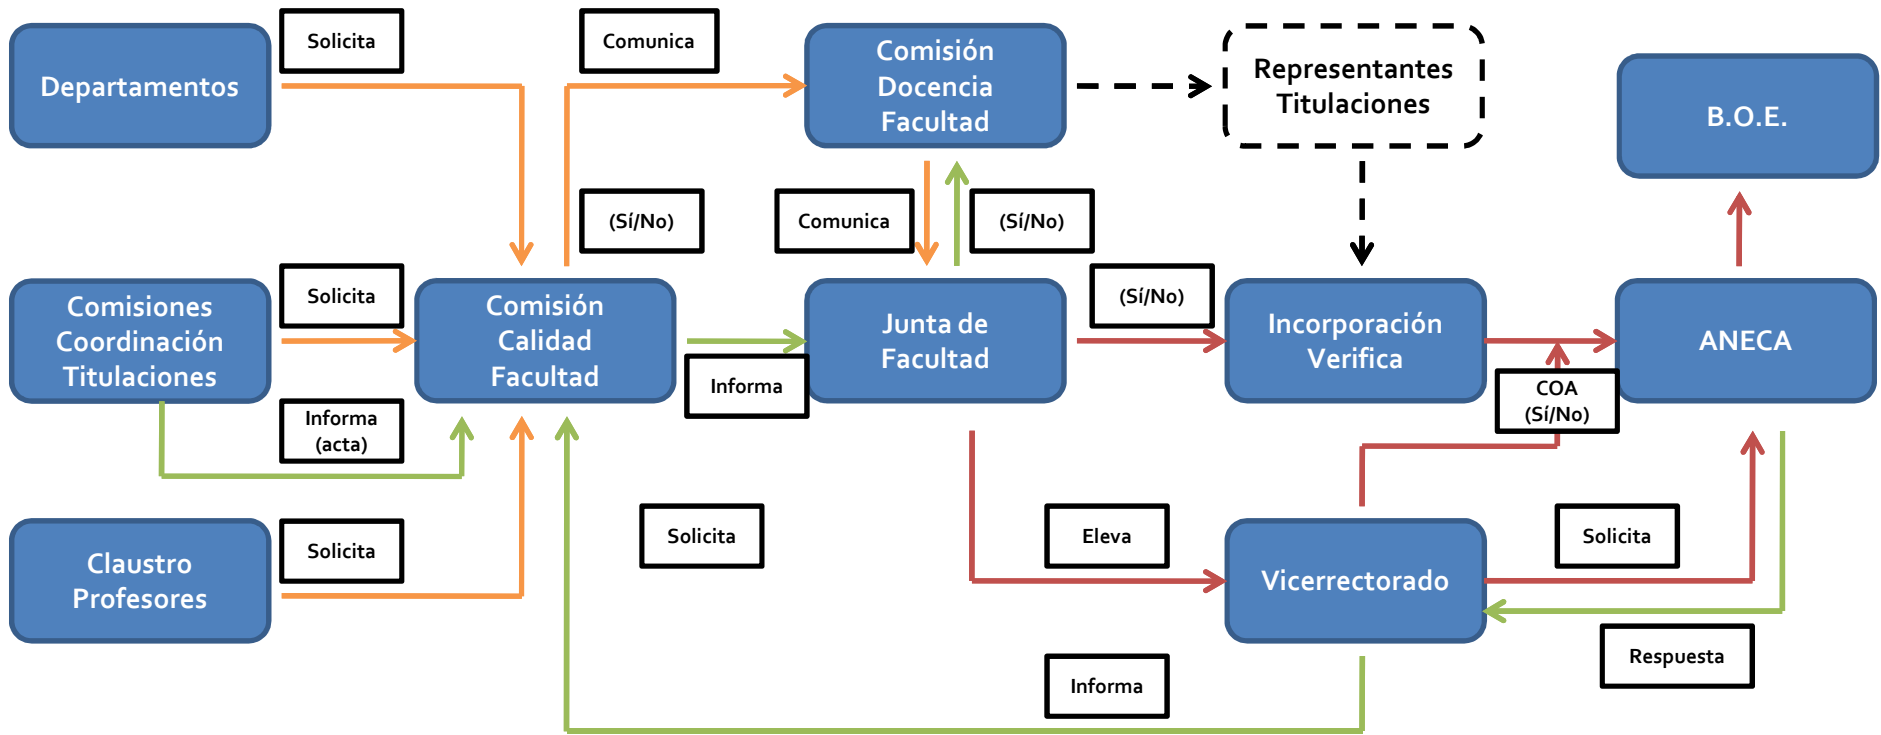 Departamentos
Solicita
Comunica
Comisión
Docencia
Facultad
Representantes
Titulaciones
B.O.E.
(Sí/No)
Comunica
(Sí/No)
Comisiones
Coordinación
Titulaciones
Solicita
Comisión
Calidad
Facultad
Informa
Junta de
Facultad
(Sí/No)
Incorporación
Verifica
COA
(Sí/No)
ANECA
Informa
(acta)
Claustro
Profesores
Solicita
Solicita
Eleva
Vicerrectorado
Solicita
Respuesta
Informa